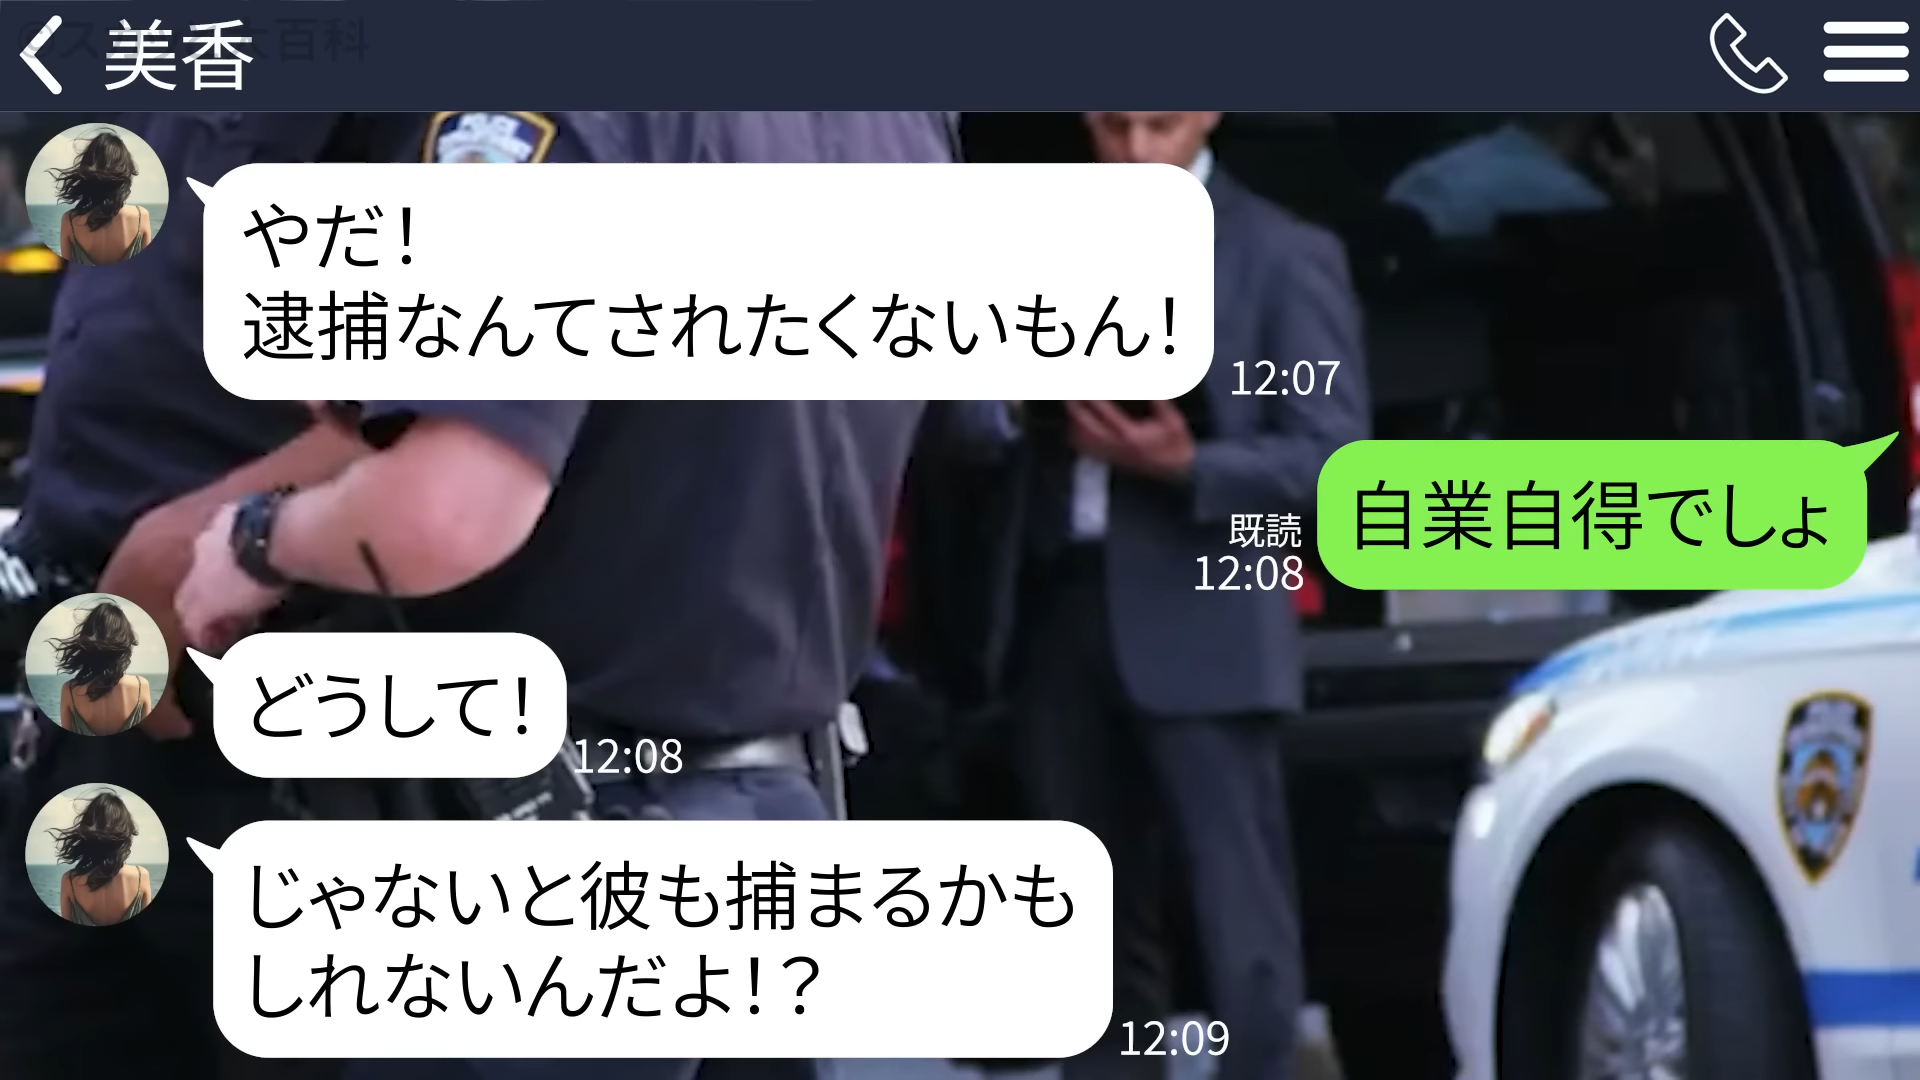 美香
やだ！
逮捕なんてされたくないもん！
12:07
自業自得でしょ
既読
12:08
どうして！
12:08
じゃないと彼も捕まるかも
しれないんだよ！？
12:09